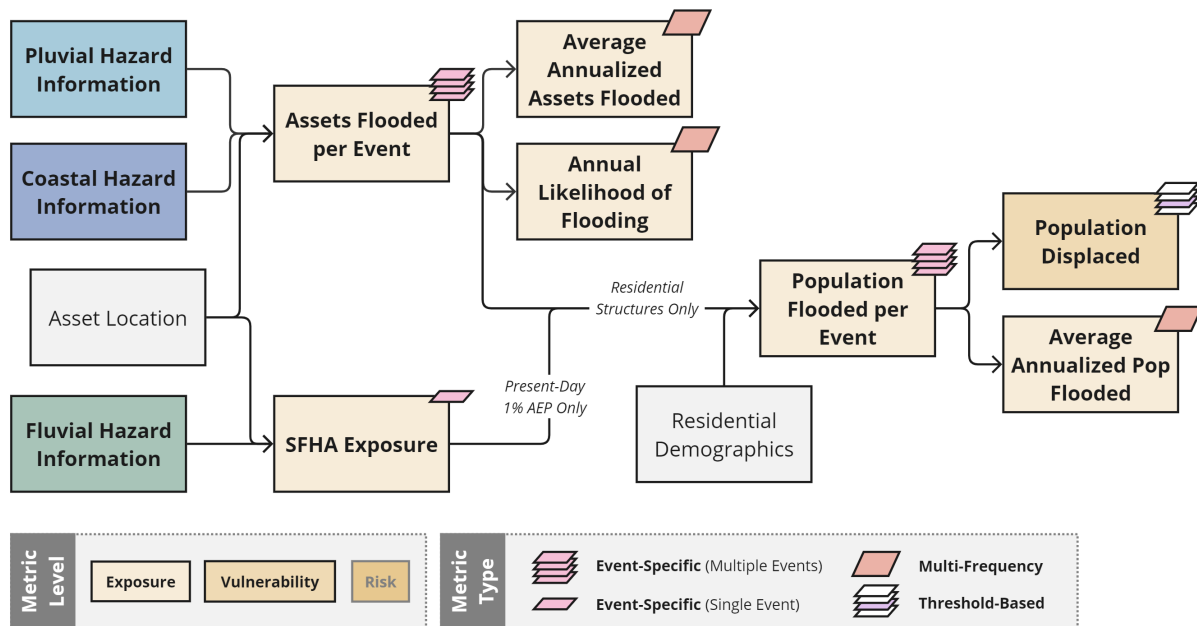 Pluvial Hazard
Information
Coastal Hazard
Information
Asset Location
Fluvial Hazard
Information
Assets Flooded
per Event
SFHA Exposure
Average
Annualized
Assets Flooded
Annual
Likelihood of
Flooding
Residential
Structures Only
Present-Day
1% AEP Only
Residential
Demographics
Population
Flooded per
Event
Population
Displaced
Average
Annualized Pop
Flooded
Metric
Level
Exposure
Vulnerability
Risk
Metric
Type
Event-Specific (Multiple Events)
Event-Specific (Single Event)
Multi-Frequency
Threshold-Based